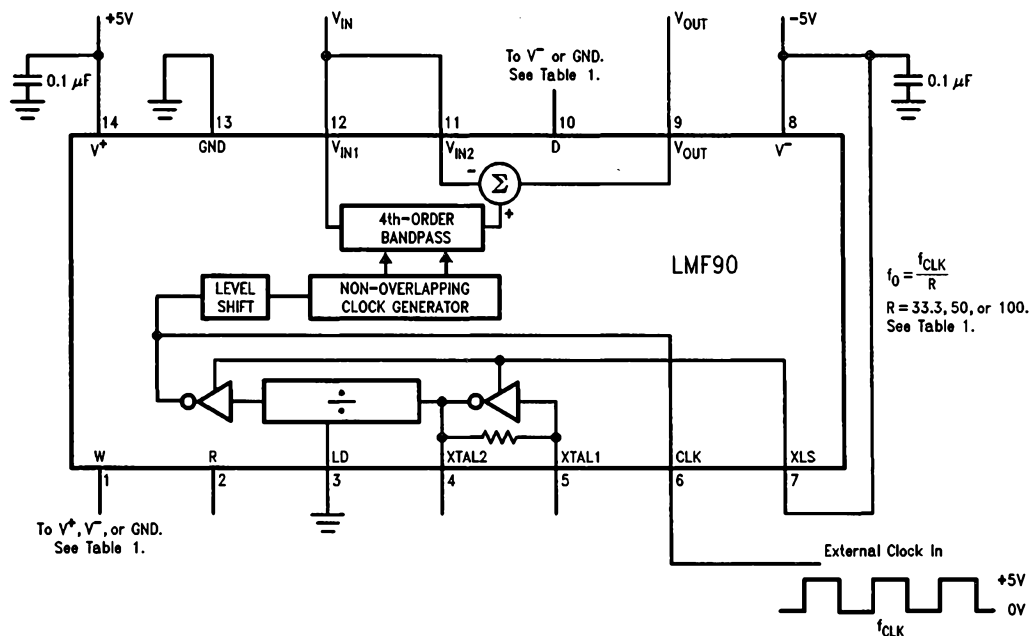 +5V
V_IN
V_OUT
-5V
0.1 μF
To V⁻ or GND.
See Table 1.
0.1 μF
14
13
12
11
10
9
8
V⁺
GND
V_IN1
V_IN2
D
V_OUT
V⁻
-
Σ
+
4th-ORDER
BANDPASS
LMF90
LEVEL
SHIFT
NON-OVERLAPPING
CLOCK GENERATOR
f₀ = f_CLK / R
R = 33.3, 50, or 100.
See Table 1.
÷
W
R
LD
XTAL2
XTAL1
CLK
XLS
1
2
3
4
5
6
7
To V⁺, V⁻, or GND.
See Table 1.
External Clock In
+5V
0V
f_CLK